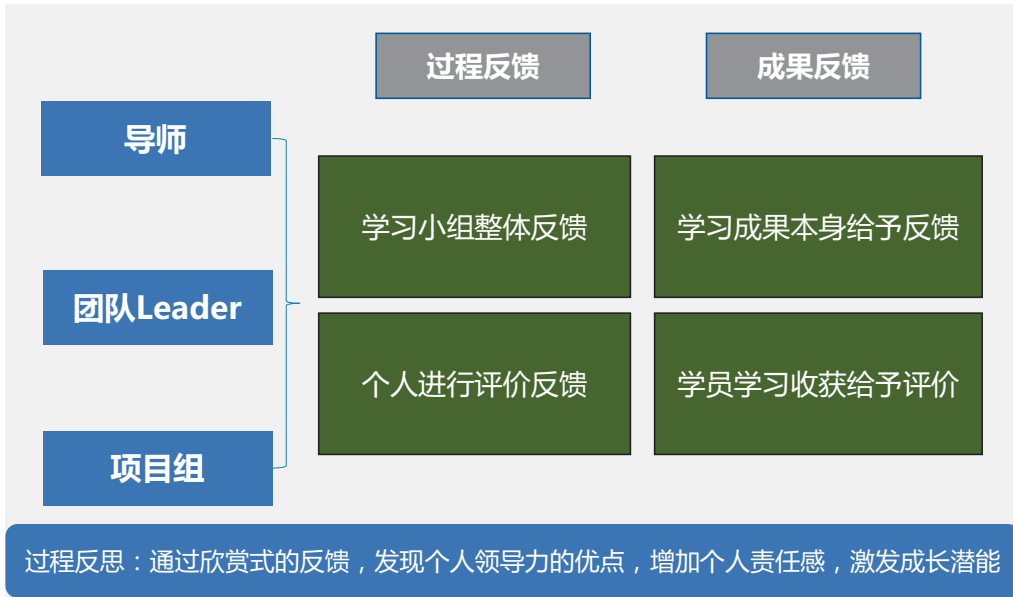 过程反馈
成果反馈
导师
团队Leader
项目组
学习小组整体反馈
学习成果本身给予反馈
个人进行评价反馈
学员学习收获给予评价
过程反思：通过欣赏式的反馈，发现个人领导力的优点，增加个人责任感，激发成长潜能